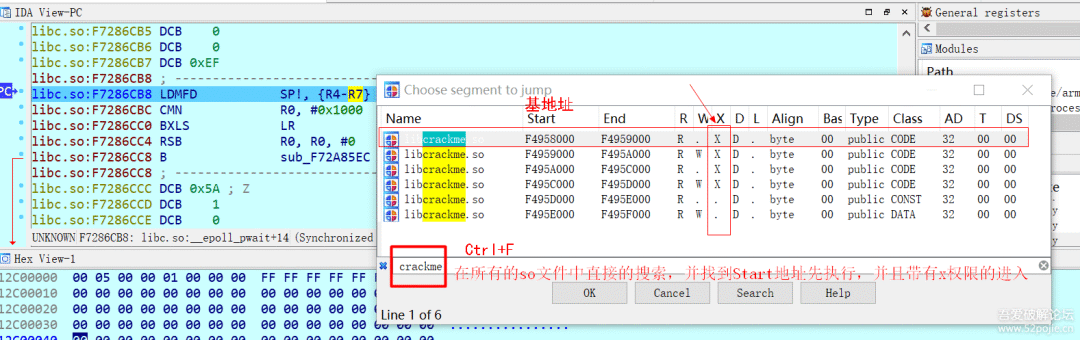 IDA View-PC
General registers
libc.so:F7286CB5 DCB 0
libc.so:F7286CB6 DCB 0
libc.so:F7286CB7 DCB 0xEF
libc.so:F7286CB8 ; ---
libc.so:F7286CB8 LDMFD SP!, {R4-R7}
libc.so:F7286CBC CMN R0, #0x1000
libc.so:F7286CC0 BXLS LR
libc.so:F7286CC4 RSB R0, R0, #0
libc.so:F7286CC8 B sub_F72A85EC
libc.so:F7286CC8 ; ---
libc.so:F7286CCC DCB 0x5A ; Z
libc.so:F7286CCD DCB 1
libc.so:F7286CCE DCB 0
UNKNOWN F7286CB8: libc.so:__epoll_pwait+14 (Synchronized
PC
Modules
Path
Choose segment to jump
基地址
Name Start End R W X D L Align Bas Type Class AD T DS
crackme F4958000 F4959000 R . X D . byte 00 public CODE 32 00 00
libcrackme.so F4959000 F495A000 R W X D . byte 00 public CODE 32 00 00
libcrackme.so F495A000 F495C000 R . X D . byte 00 public CODE 32 00 00
libcrackme.so F495C000 F495D000 R W X D . byte 00 public CODE 32 00 00
libcrackme.so F495D000 F495E000 R . . D . byte 00 public CONST 32 00 00
libcrackme.so F495E000 F495F000 R W . D . byte 00 public DATA 32 00 00
Ctrl+F
crackme
在所有的so文件中直接的搜索，并找到Start地址先执行，并且带有x权限的进入
OK Cancel Search Help
Line 1 of 6
Hex View-1
12C00000 00 05 00 00 01 00 00 00 FF FF FF FF
12C00010 00 00 00 00 00 00 00 00 00 00 00 00
12C00020 00 00 00 00 00 00 00 00 00 00 00 00
12C00030 00 00 00 00 00 00 00 00 00 00 00 00
12C00040 00 00 00 00 00 00 00 00 00 00 00 00
吾爱破解论坛
www.52pojie.cn